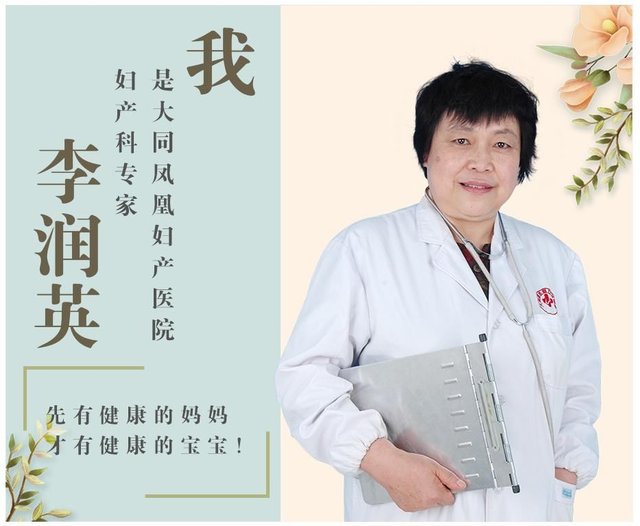 我
是大同凤凰妇产医院
妇产科专家
李润英
先有健康的妈妈
才有健康的宝宝!